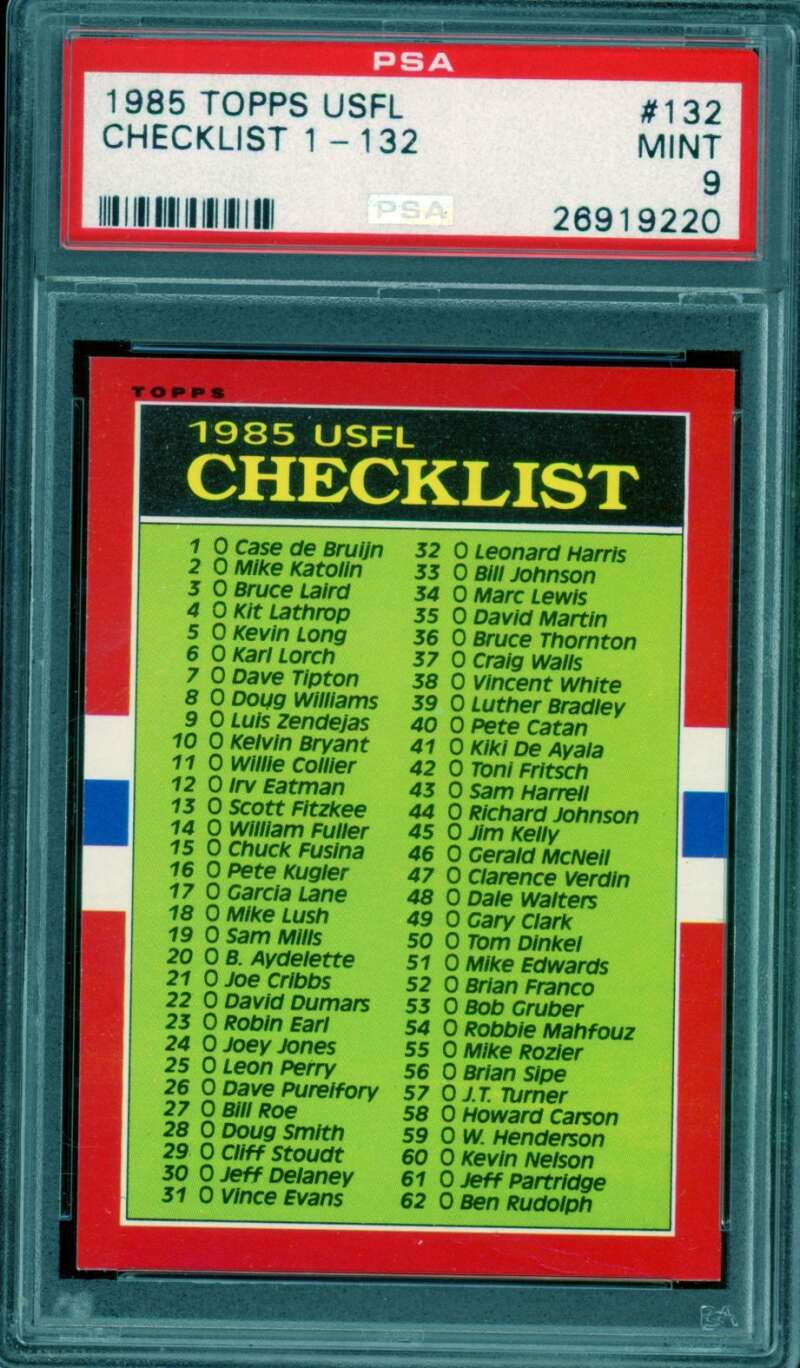 PSA
1985 TOPPS USFL #132
CHECKLIST 1 - 132 MINT
9
PSA 26919220
TOPPS
1985 USFL
CHECKLIST
1 O Case de Bruijn
2 O Mike Katolin
3 O Bruce Laird
4 O Kit Lathrop
5 O Kevin Long
6 O Karl Lorch
7 O Dave Tipton
8 O Doug Williams
9 O Luis Zendejas
10 O Kelvin Bryant
11 O Willie Collier
12 O Irv Eatman
13 O Scott Fitzkee
14 O William Fuller
15 O Chuck Fusina
16 O Pete Kugler
17 O Garcia Lane
18 O Mike Lush
19 O Sam Mills
20 O B. Aydelette
21 O Joe Cribbs
22 O David Dumars
23 O Robin Earl
24 O Joey Jones
25 O Leon Perry
26 O Dave Pureifory
27 O Bill Roe
28 O Doug Smith
29 O Cliff Stoudt
30 O Jeff Delaney
31 O Vince Evans
32 O Leonard Harris
33 O Bill Johnson
34 O Marc Lewis
35 O David Martin
36 O Bruce Thornton
37 O Craig Walls
38 O Vincent White
39 O Luther Bradley
40 O Pete Catan
41 O Kiki De Ayala
42 O Toni Fritsch
43 O Sam Harrell
44 O Richard Johnson
45 O Jim Kelly
46 O Gerald McNeil
47 O Clarence Verdin
48 O Dale Walters
49 O Gary Clark
50 O Tom Dinkel
51 O Mike Edwards
52 O Brian Franco
53 O Bob Gruber
54 O Robbie Mahfouz
55 O Mike Rozier
56 O Brian Sipe
57 O J.T. Turner
58 O Howard Carson
59 O W. Henderson
60 O Kevin Nelson
61 O Jeff Partridge
62 O Ben Rudolph
PSA